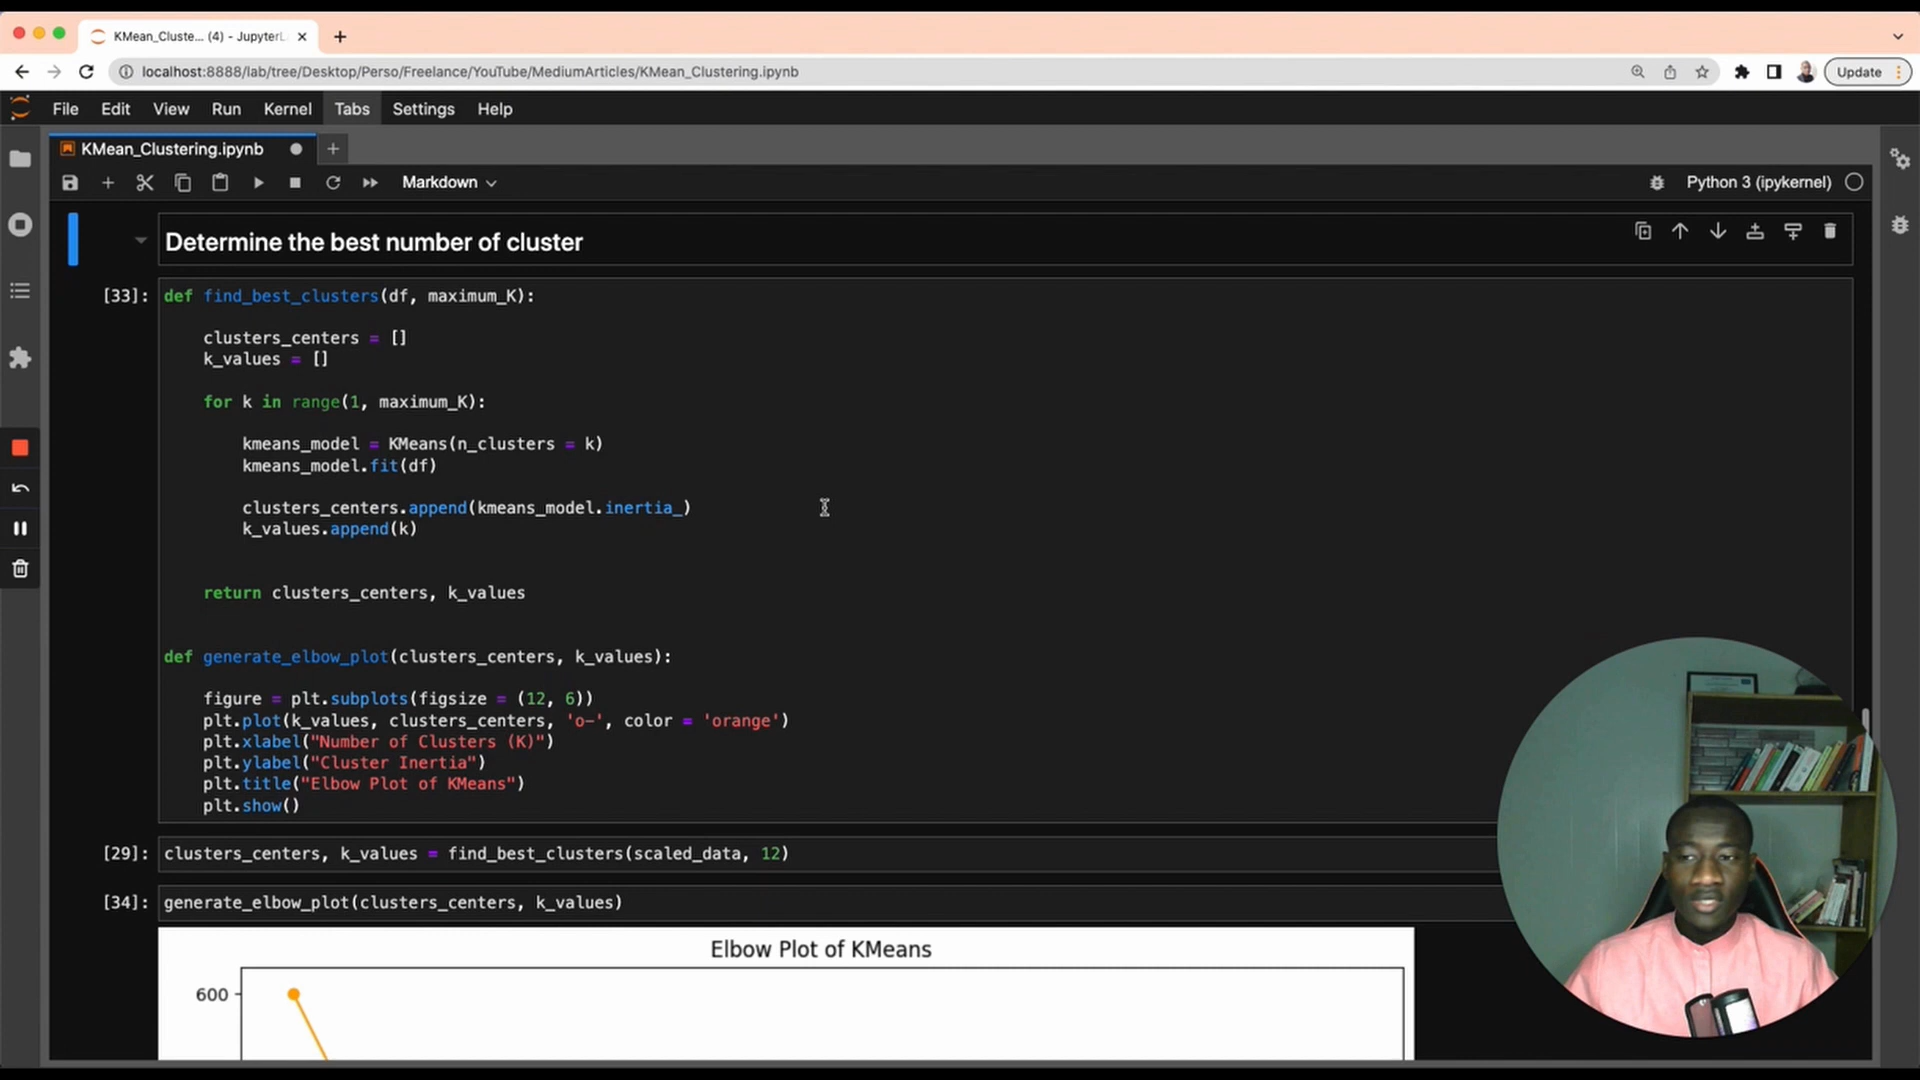 KMean_Cluste... (4) - JupyterL
localhost:8888/lab/tree/Desktop/Perso/Freelance/YouTube/MediumArticles/KMean_Clustering.ipynb
Update
File Edit View Run Kernel Tabs Settings Help
KMean_Clustering.ipynb
Markdown
Python 3 (ipykernel)
Determine the best number of cluster
[33]: def find_best_clusters(df, maximum_K):
clusters_centers = []
k_values = []
for k in range(1, maximum_K):
kmeans_model = KMeans(n_clusters = k)
kmeans_model.fit(df)
clusters_centers.append(kmeans_model.inertia_)
k_values.append(k)
return clusters_centers, k_values
def generate_elbow_plot(clusters_centers, k_values):
figure = plt.subplots(figsize = (12, 6))
plt.plot(k_values, clusters_centers, 'o-', color = 'orange')
plt.xlabel("Number of Clusters (K)")
plt.ylabel("Cluster Inertia")
plt.title("Elbow Plot of KMeans")
plt.show()
[29]: clusters_centers, k_values = find_best_clusters(scaled_data, 12)
[34]: generate_elbow_plot(clusters_centers, k_values)
Elbow Plot of KMeans
600